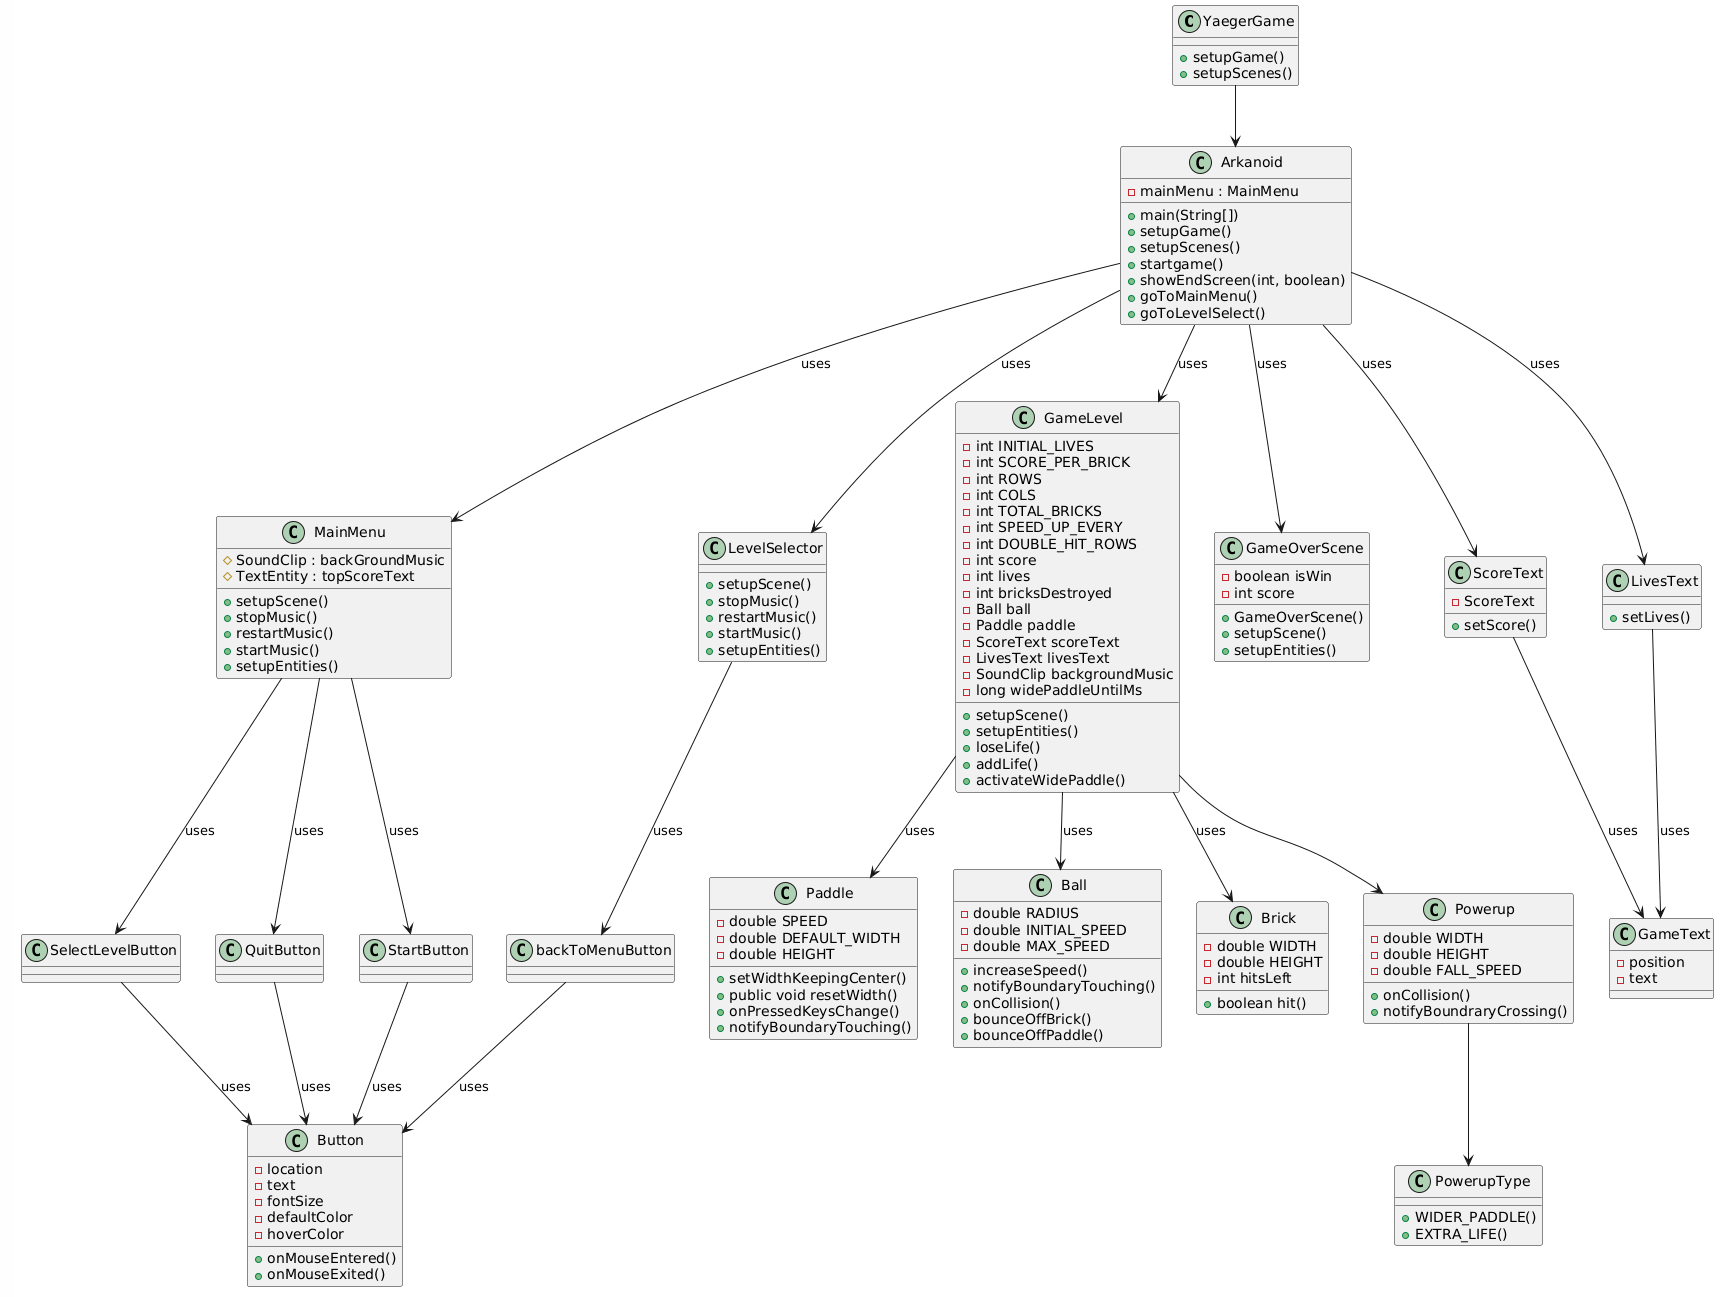 C YaegerGame
setupGame()
setupScenes()
C Arkanoid
mainMenu : MainMenu
main(String[])
setupGame()
setupScenes()
startgame()
showEndScreen(int, boolean)
goToMainMenu()
goToLevelSelect()
uses
uses
uses
uses
uses
uses
C MainMenu
SoundClip : backGroundMusic
TextEntity : topScoreText
setupScene()
stopMusic()
restartMusic()
startMusic()
setupEntities()
C LevelSelector
setupScene()
stopMusic()
restartMusic()
startMusic()
setupEntities()
C GameLevel
int INITIAL_LIVES
int SCORE_PER_BRICK
int ROWS
int COLS
int TOTAL_BRICKS
int SPEED_UP_EVERY
int DOUBLE_HIT_ROWS
int score
int lives
int bricksDestroyed
Ball ball
Paddle paddle
ScoreText scoreText
LivesText livesText
SoundClip backgroundMusic
long widePaddleUntilMs
setupScene()
setupEntities()
loseLife()
addLife()
activateWidePaddle()
C GameOverScene
boolean isWin
int score
GameOverScene()
setupScene()
setupEntities()
C ScoreText
ScoreText
setScore()
C LivesText
setLives()
uses
uses
uses
uses
uses
uses
uses
uses
uses
C SelectLevelButton
C QuitButton
C StartButton
C backToMenuButton
C Paddle
double SPEED
double DEFAULT_WIDTH
double HEIGHT
setWidthKeepingCenter()
public void resetWidth()
onPressedKeysChange()
notifyBoundaryTouching()
C Ball
double RADIUS
double INITIAL_SPEED
double MAX_SPEED
increaseSpeed()
notifyBoundaryTouching()
onCollision()
bounceOffBrick()
bounceOffPaddle()
C Brick
double WIDTH
double HEIGHT
int hitsLeft
boolean hit()
C Powerup
double WIDTH
double HEIGHT
double FALL_SPEED
onCollision()
notifyBoundraryCrossing()
C GameText
position
text
uses
uses
uses
uses
C Button
location
text
fontSize
defaultColor
hoverColor
onMouseEntered()
onMouseExited()
C PowerupType
WIDER_PADDLE()
EXTRA_LIFE()